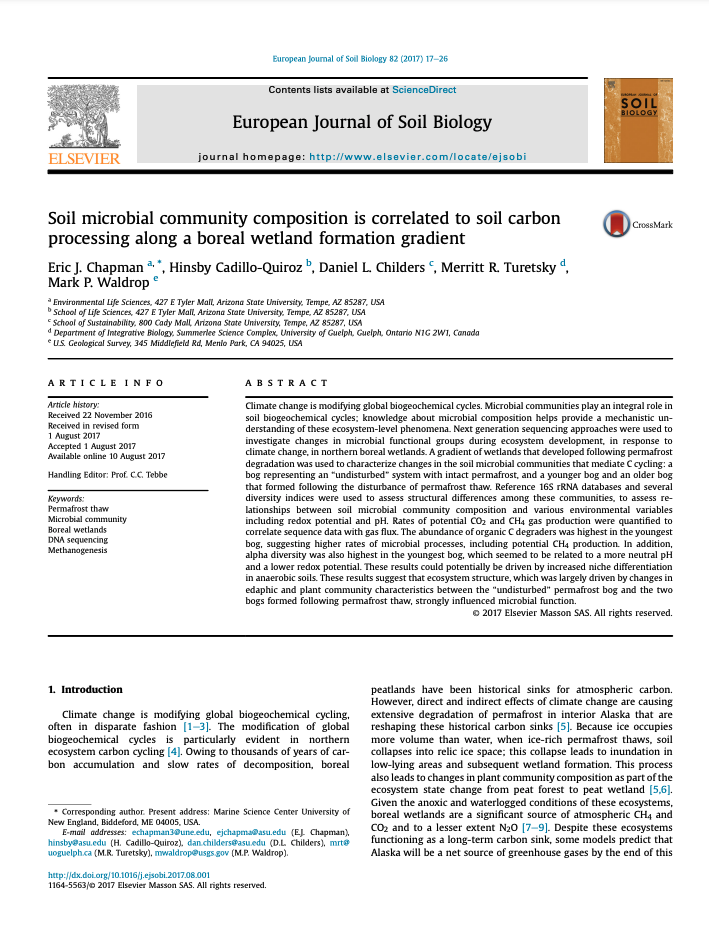 European Journal of Soil Biology 82 (2017) 17–26
Contents lists available at ScienceDirect
European Journal of Soil Biology
journal homepage: http://www.elsevier.com/locate/ejsobi
ELSEVIER
EUROPEAN JOURNAL OF
SOIL
BIOLOGY
Soil microbial community composition is correlated to soil carbon
processing along a boreal wetland formation gradient
CrossMark
Eric J. Chapman a, *, Hinsby Cadillo-Quiroz b, Daniel L. Childers c, Merritt R. Turetsky d,
Mark P. Waldrop e
a Environmental Life Sciences, 427 E Tyler Mall, Arizona State University, Tempe, AZ 85287, USA
b School of Life Sciences, 427 E Tyler Mall, Arizona State University, Tempe, AZ 85287, USA
c School of Sustainability, 800 Cady Mall, Arizona State University, Tempe, AZ 85287, USA
d Department of Integrative Biology, Summerlee Science Complex, University of Guelph, Guelph, Ontario N1G 2W1, Canada
e U.S. Geological Survey, 345 Middlefield Rd, Menlo Park, CA 94025, USA
ARTICLE INFO
Article history:
Received 22 November 2016
Received in revised form
1 August 2017
Accepted 1 August 2017
Available online 10 August 2017
Handling Editor: Prof. C.C. Tebbe
Keywords:
Permafrost thaw
Microbial community
Boreal wetlands
DNA sequencing
Methanogenesis
ABSTRACT
Climate change is modifying global biogeochemical cycles. Microbial communities play an integral role in
soil biogeochemical cycles; knowledge about microbial composition helps provide a mechanistic un-
derstanding of these ecosystem-level phenomena. Next generation sequencing approaches were used to
investigate changes in microbial functional groups during ecosystem development, in response to
climate change, in northern boreal wetlands. A gradient of wetlands that developed following permafrost
degradation was used to characterize changes in the soil microbial communities that mediate C cycling: a
bog representing an “undisturbed” system with intact permafrost, and a younger bog and an older bog
that formed following the disturbance of permafrost thaw. Reference 16S rRNA databases and several
diversity indices were used to assess structural differences among these communities, to assess re-
lationships between soil microbial community composition and various environmental variables
including redox potential and pH. Rates of potential CO2 and CH4 gas production were quantified to
correlate sequence data with gas flux. The abundance of organic C degraders was highest in the youngest
bog, suggesting higher rates of microbial processes, including potential CH4 production. In addition,
alpha diversity was also highest in the youngest bog, which seemed to be related to a more neutral pH
and a lower redox potential. These results could potentially be driven by increased niche differentiation
in anaerobic soils. These results suggest that ecosystem structure, which was largely driven by changes in
edaphic and plant community characteristics between the “undisturbed” permafrost bog and the two
bogs formed following permafrost thaw, strongly influenced microbial function.
© 2017 Elsevier Masson SAS. All rights reserved.
1. Introduction
Climate change is modifying global biogeochemical cycling,
often in disparate fashion [1–3]. The modification of global
biogeochemical cycles is particularly evident in northern
ecosystem carbon cycling [4]. Owing to thousands of years of car-
bon accumulation and slow rates of decomposition, boreal
* Corresponding author. Present address: Marine Science Center University of
New England, Biddeford, ME 04005, USA.
E-mail addresses: echapman3@une.edu, ejchapma@asu.edu (E.J. Chapman),
hinsby@asu.edu (H. Cadillo-Quiroz), dan.childers@asu.edu (D.L. Childers), mrt@
uoguelph.ca (M.R. Turetsky), mwaldrop@usgs.gov (M.P. Waldrop).
peatlands have been historical sinks for atmospheric carbon.
However, direct and indirect effects of climate change are causing
extensive degradation of permafrost in interior Alaska that are
reshaping these historical carbon sinks [5]. Because ice occupies
more volume than water, when ice-rich permafrost thaws, soil
collapses into relic ice space; this collapse leads to inundation in
low-lying areas and subsequent wetland formation. This process
also leads to changes in plant community composition as part of the
ecosystem state change from peat forest to peat wetland [5,6].
Given the anoxic and waterlogged conditions of these ecosystems,
boreal wetlands are a significant source of atmospheric CH4 and
CO2 and to a lesser extent N2O [7–9]. Despite these ecosystems
functioning as a long-term carbon sink, some models predict that
Alaska will be a net source of greenhouse gases by the end of this
http://dx.doi.org/10.1016/j.ejsobi.2017.08.001
1164-5563/© 2017 Elsevier Masson SAS. All rights reserved.